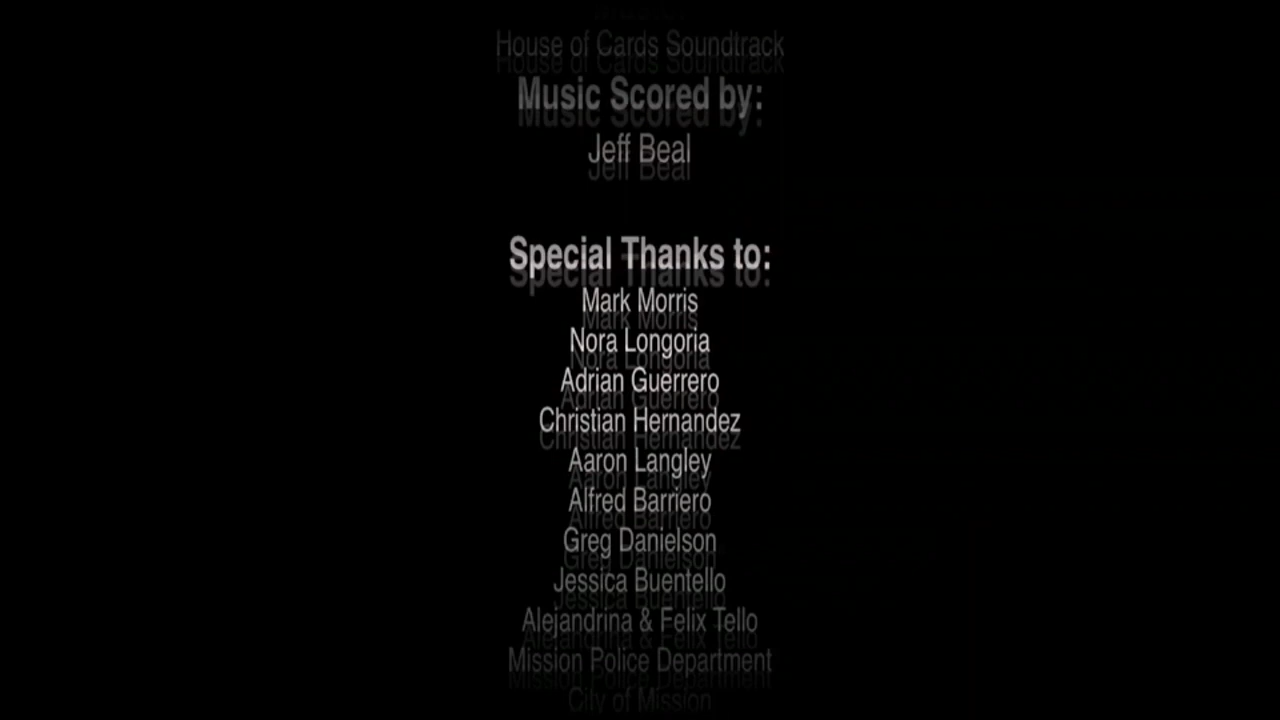 House of Cards Soundtrack
Music Scored by:
Jeff Beal
Special Thanks to:
Mark Morris
Nora Longoria
Adrian Guerrero
Christian Hernandez
Aaron Langley
Alfred Barriero
Greg Danielson
Jessica Buentello
Alejandrina & Felix Tello
Mission Police Department
City of Mission